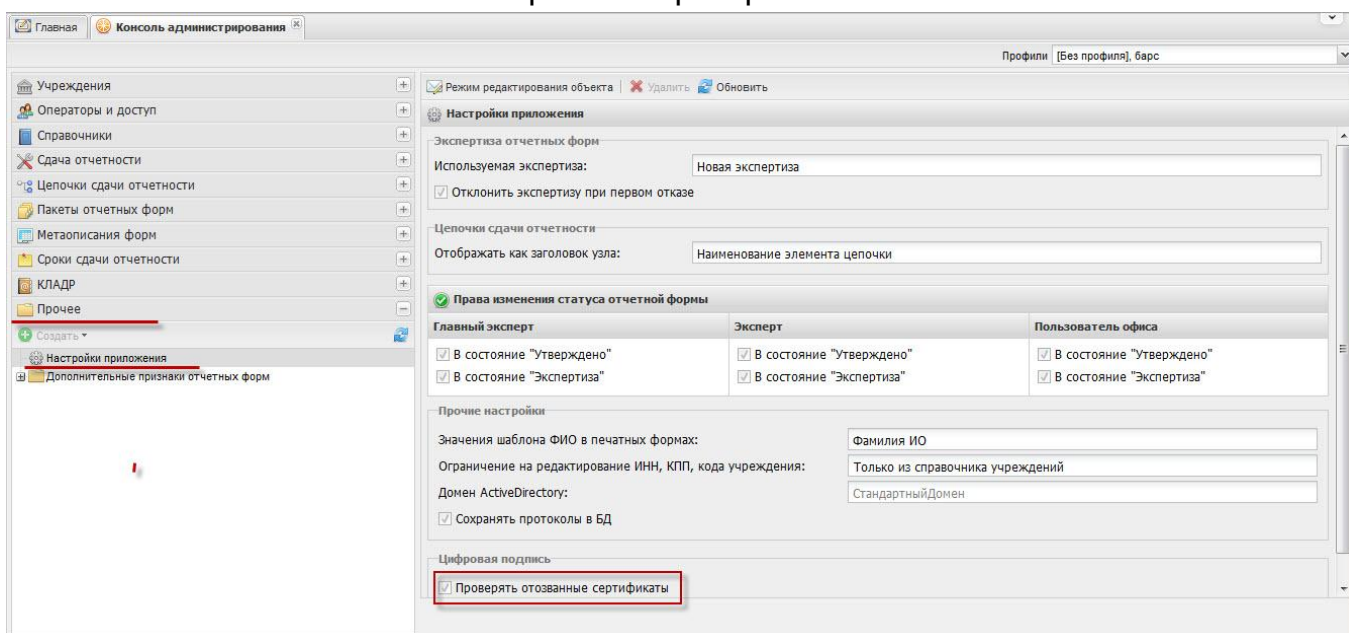 Главная Консоль администрирования
Профили [Без профиля], барс
Учреждения
Операторы и доступ
Справочники
Сдача отчетности
Цепочки сдачи отчетности
Пакеты отчетных форм
Метаописания форм
Сроки сдачи отчетности
КЛАДР
Прочее
Создать
Настройки приложения
Дополнительные признаки отчетных форм
Режим редактирования объекта | Удалить Обновить
Настройки приложения
Экспертиза отчетных форм
Используемая экспертиза: Новая экспертиза
Отклонить экспертизу при первом отказе
Цепочки сдачи отчетности
Отображать как заголовок узла: Наименование элемента цепочки
Права изменения статуса отчетной формы
Главный эксперт Эксперт Пользователь офиса
В состояние "Утверждено" В состояние "Утверждено" В состояние "Утверждено"
В состояние "Экспертиза" В состояние "Экспертиза" В состояние "Экспертиза"
Прочие настройки
Значения шаблона ФИО в печатных формах: Фамилия ИО
Ограничение на редактирование ИНН, КПП, кода учреждения: Только из справочника учреждений
Домен ActiveDirectory: СтандартныйДомен
Сохранять протоколы в БД
Цифровая подпись
Проверять отозванные сертификаты